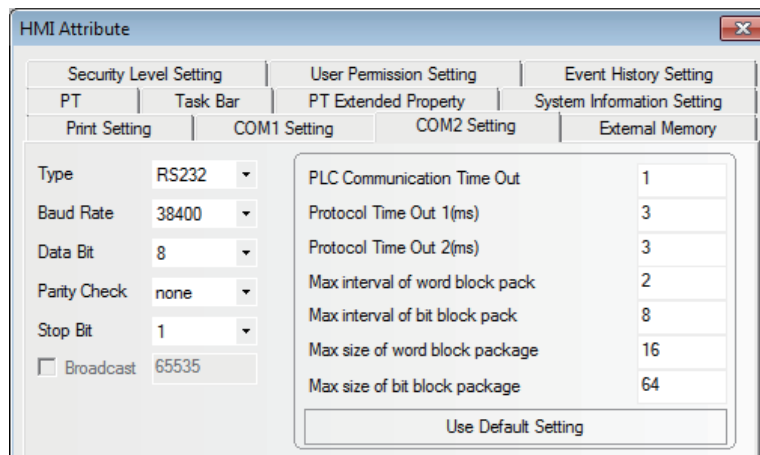 HMI Attribute
Security Level Setting User Permission Setting Event History Setting
PT Task Bar PT Extended Property System Information Setting
Print Setting COM1 Setting COM2 Setting External Memory
Type RS232
Baud Rate 38400
Data Bit 8
Parity Check none
Stop Bit 1
Broadcast 65535
PLC Communication Time Out 1
Protocol Time Out 1(ms) 3
Protocol Time Out 2(ms) 3
Max interval of word block pack 2
Max interval of bit block pack 8
Max size of word block package 16
Max size of bit block package 64
Use Default Setting